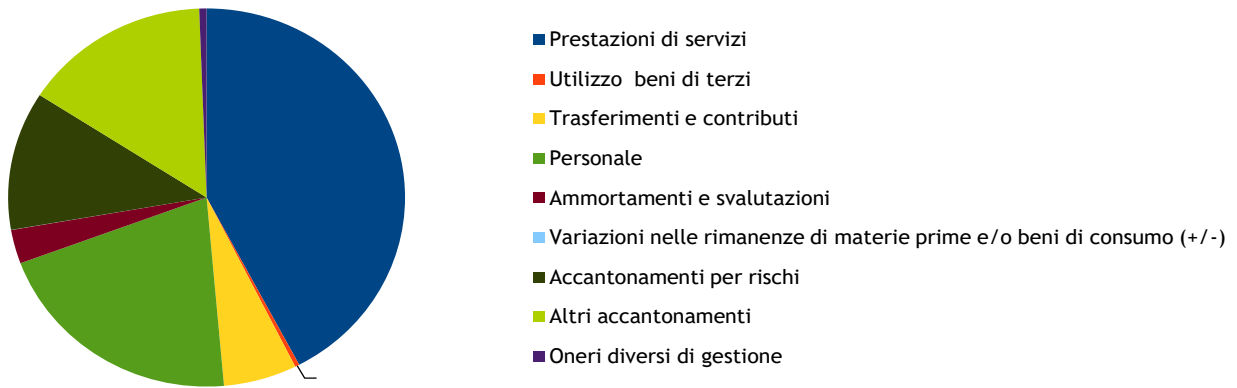 Prestazioni di servizi
Utilizzo beni di terzi
Trasferimenti e contributi
Personale
Ammortamenti e svalutazioni
Variazioni nelle rimanenze di materie prime e/o beni di consumo (+/-)
Accantonamenti per rischi
Altri accantonamenti
Oneri diversi di gestione